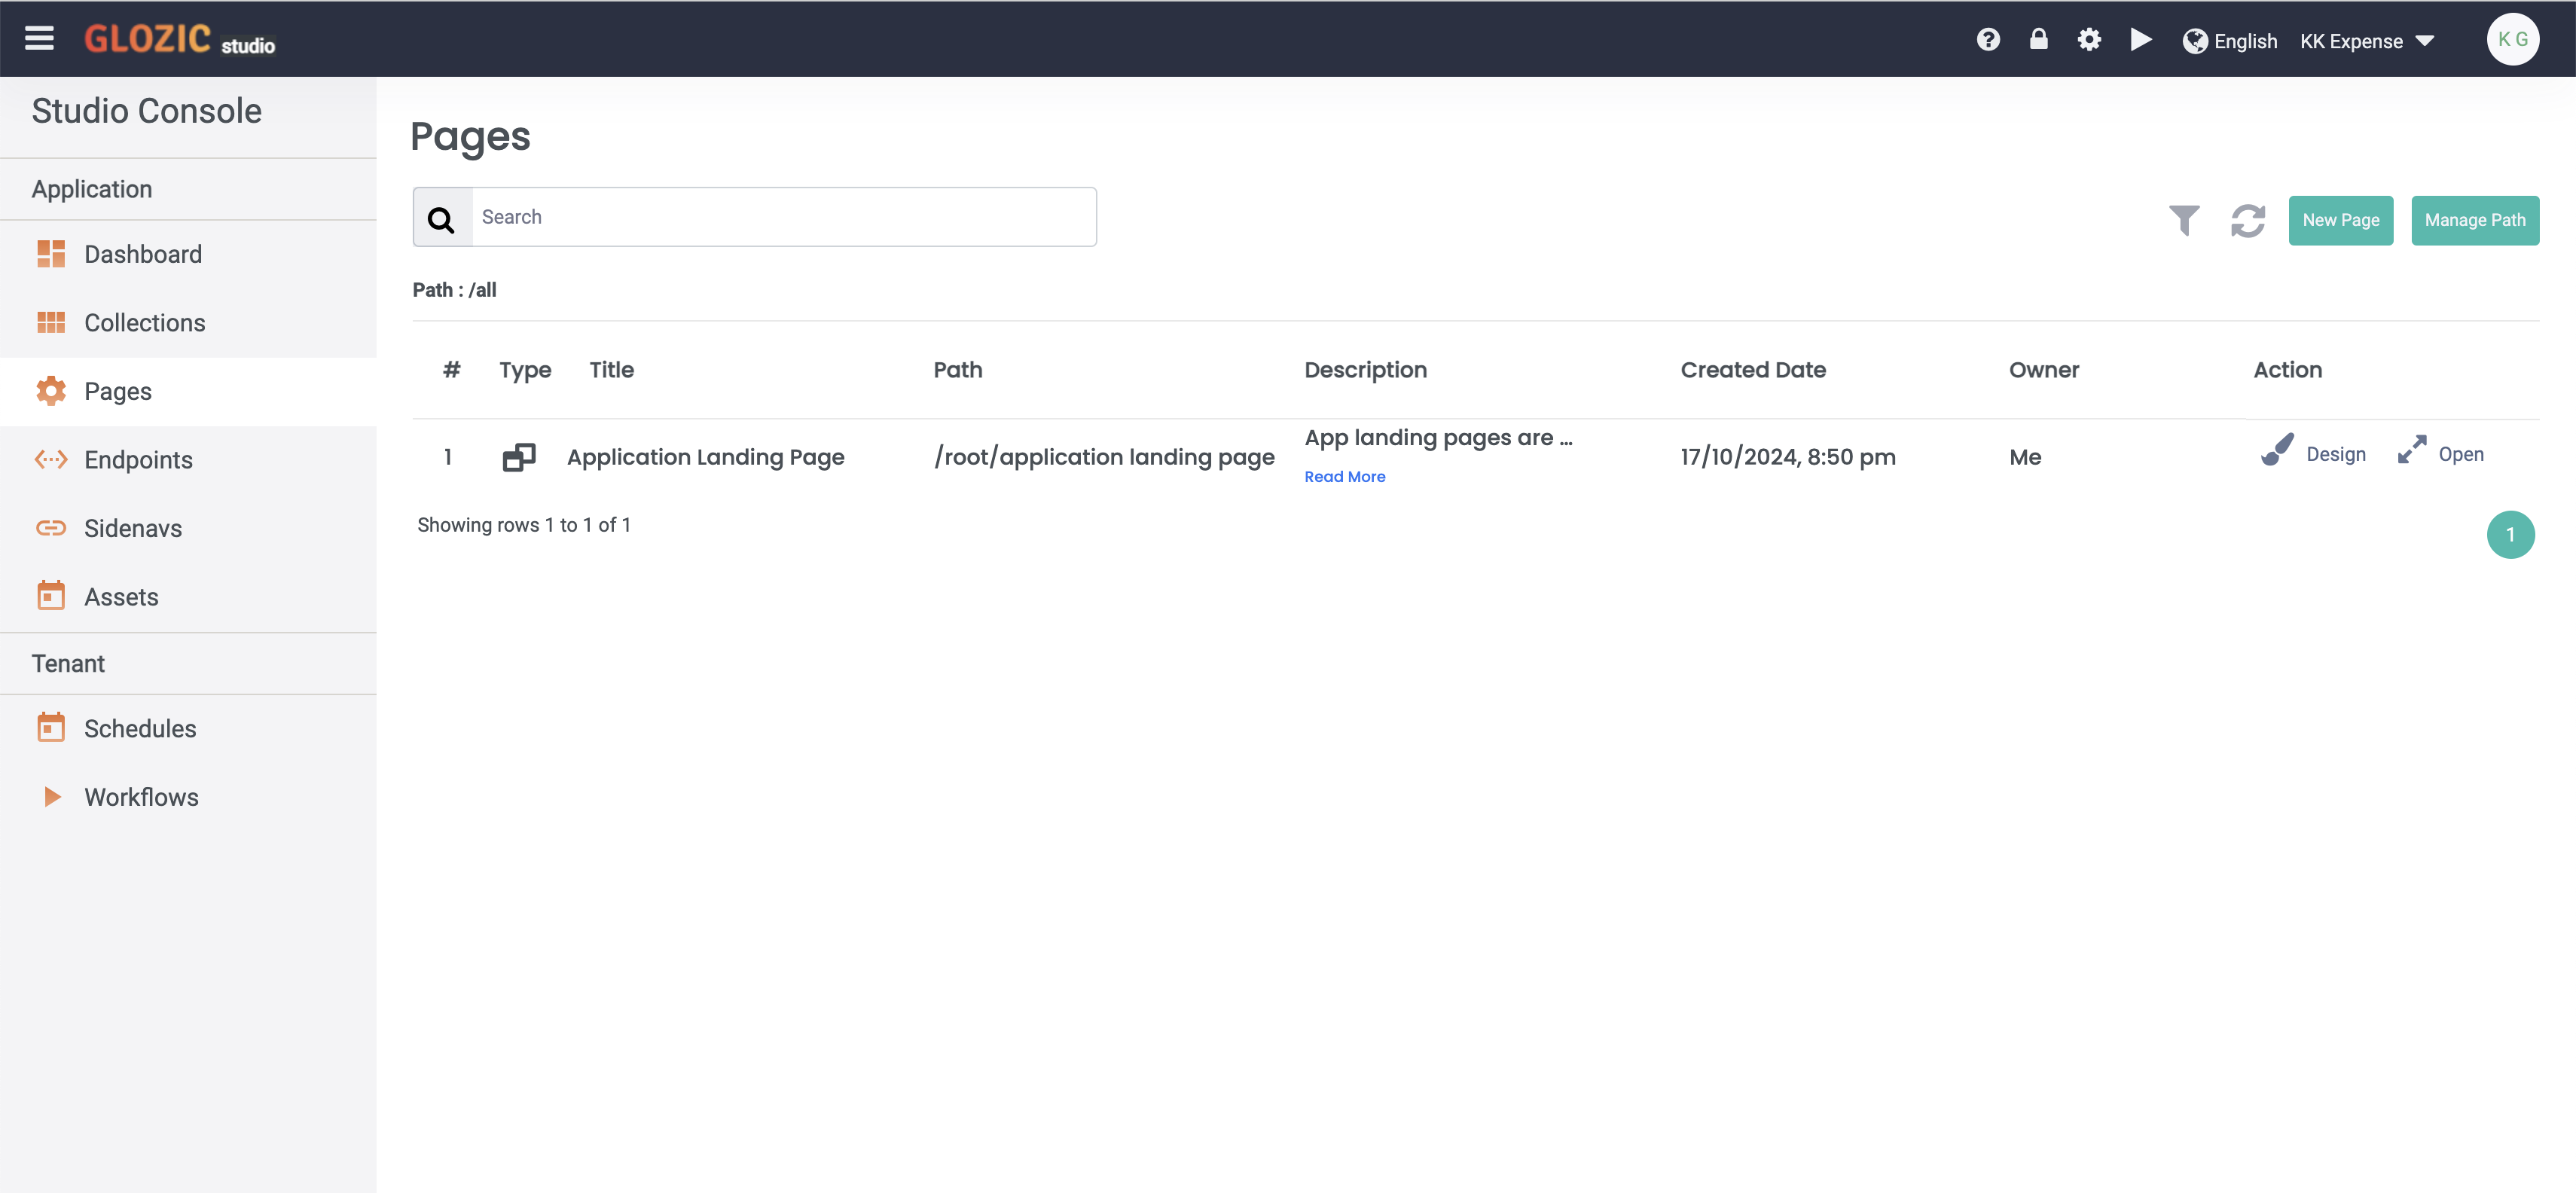 GLOZIC studio
English
KK Expense
K G
Studio Console
Application
Dashboard
Collections
Pages
Endpoints
Sidenavs
Assets
Tenant
Schedules
Workflows
Pages
Search
New Page
Manage Path
Path : /all
# Type Title Path Description Created Date Owner Action
1 Application Landing Page /root/application landing page App landing pages are ... 17/10/2024, 8:50 pm Me Design Open
Read More
Showing rows 1 to 1 of 1
1